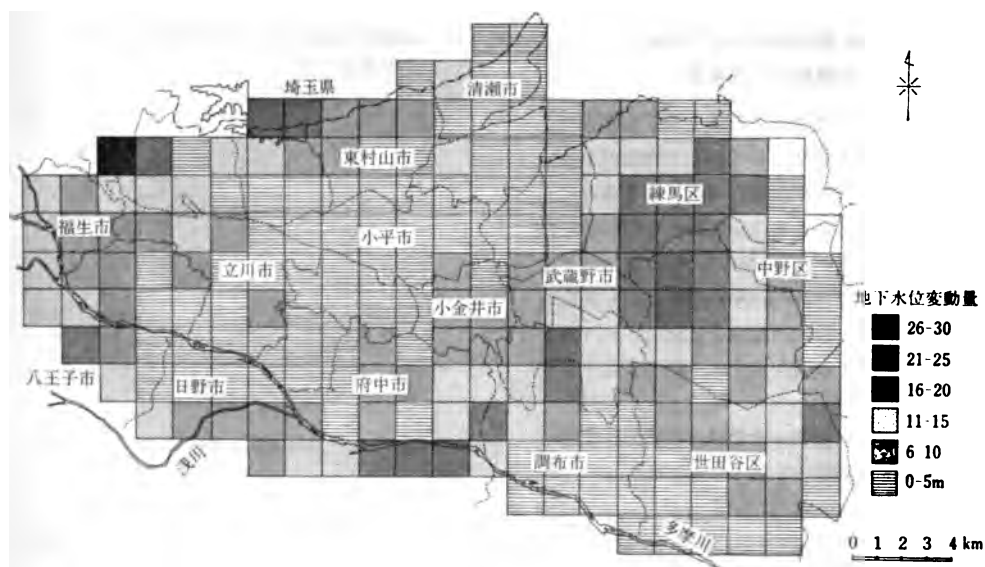 埼玉県
清瀬市
東村山市
練馬区
福生市
小平市
立川市
武蔵野市
中野区
小金井市
八王子市
日野市
府中市
浅川
調布市
世田谷区
多摩川
地下水位変動量
26-30
21-25
16-20
11-15
6 10
0-5m
0 1 2 3 4 km